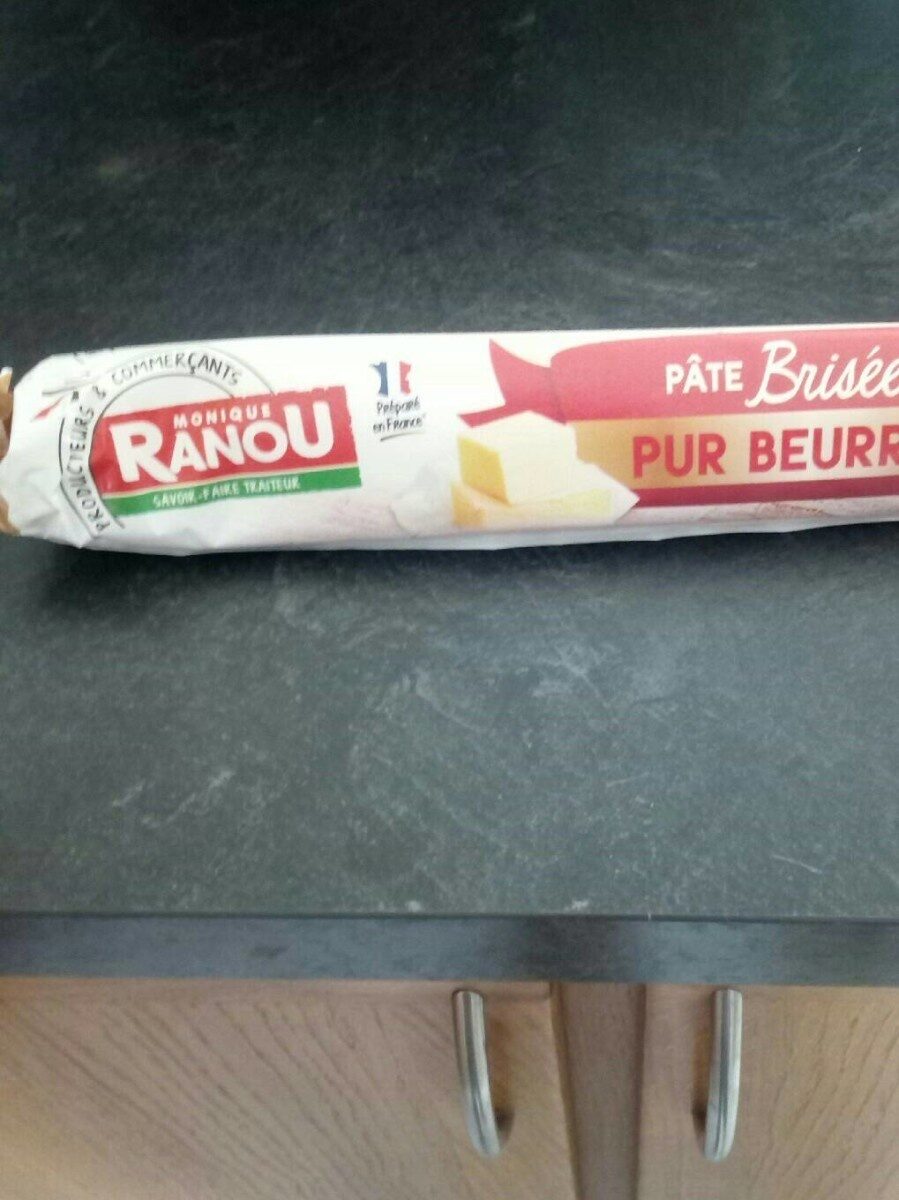 PRODUCTEURS & COMMERÇANTS
MONIQUE
RANOU
SAVOIR-FAIRE TRAITEUR
Préparé
en France
PÂTE Brisée
PUR BEURR